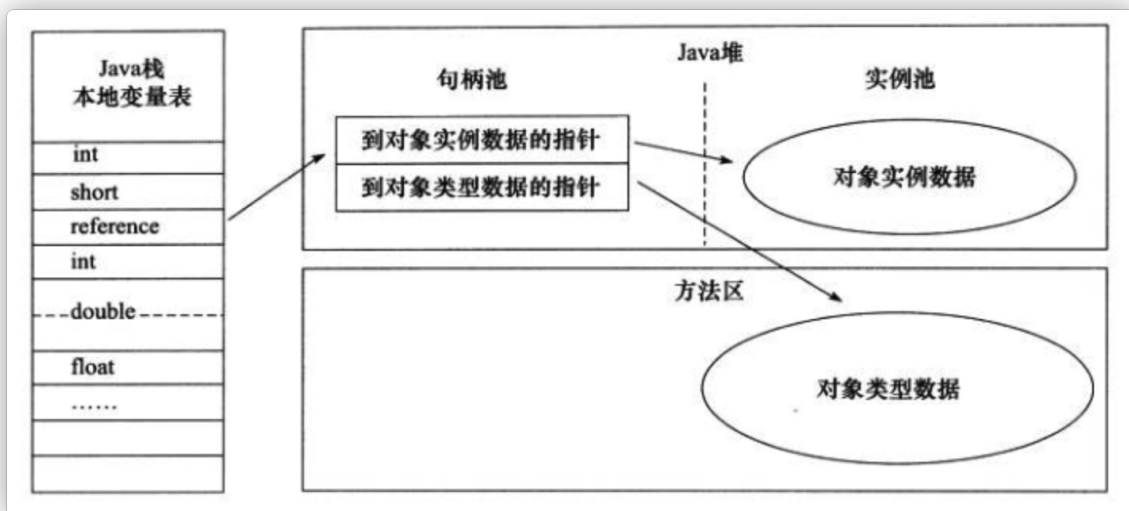 Java栈
本地变量表
int
short
reference
int
double
float
……
Java堆
句柄池
实例池
到对象实例数据的指针
到对象类型数据的指针
对象实例数据
方法区
对象类型数据